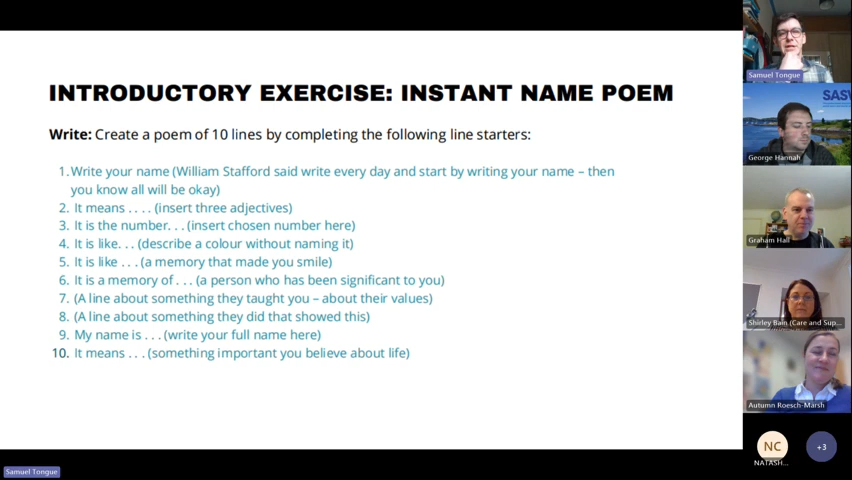 INTRODUCTORY EXERCISE: INSTANT NAME POEM
Write: Create a poem of 10 lines by completing the following line starters:
1. Write your name (William Stafford said write every day and start by writing your name – then
you know all will be okay)
2. It means . . . . (insert three adjectives)
3. It is the number. . . (insert chosen number here)
4. It is like. . . (describe a colour without naming it)
5. It is like . . . (a memory that made you smile)
6. It is a memory of . . . (a person who has been significant to you)
7. (A line about something they taught you – about their values)
8. (A line about something they did that showed this)
9. My name is . . . (write your full name here)
10. It means . . . (something important you believe about life)
Samuel Tongue
SASW
George Hannah
Graham Hall
Shirley Bain (Care and Sup...
Autumn Roesch-Marsh
NC
+3
NATASH...
Samuel Tongue